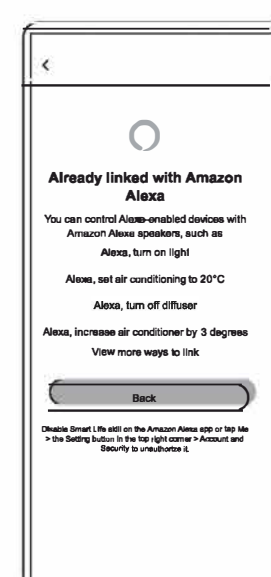 Already linked with Amazon
Alexa
You can control Alexa-enabled devices with
Amazon Alexa speakers, such as
Alexa, turn on light
Alexa, set air conditioning to 20°C
Alexa, turn off diffuser
Alexa, increase air conditioner by 3 degrees
View more ways to link
Back
Disable Smart Life skill on the Amazon Alexa app or tap Me
> the Setting button in the top right corner > Account and
Security to unauthorize it.